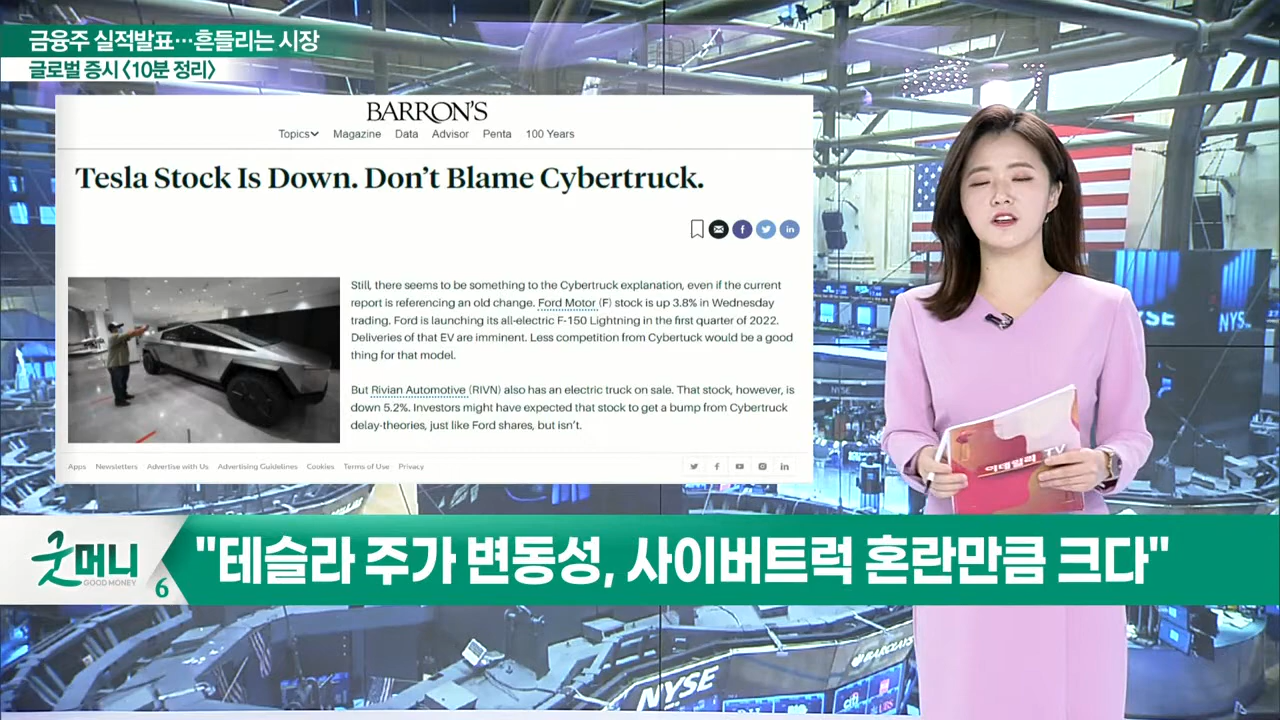 금융주 실적발표…흔들리는 시장
글로벌 증시 <10분 정리>
BARRON'S
Topics Magazine Data Advisor Penta 100 Years
Tesla Stock Is Down. Don't Blame Cybertruck.
Still, there seems to be something to the Cybertruck explanation, even if the current
report is referencing an old change. Ford Motor (F) stock is up 3.8% in Wednesday
trading. Ford is launching its all-electric F-150 Lightning in the first quarter of 2022.
Deliveries of that EV are imminent. Less competition from Cybertuck would be a good
thing for that model.
But Rivian Automotive (RIVN) also has an electric truck on sale. That stock, however, is
down 5.2%. Investors might have expected that stock to get a bump from Cybertruck
delay-theories, just like Ford shares, but isn't.
Apps Newsletters Advertise with Us Advertising Guidelines Cookies Terms of Use Privacy
이데일리 TV
NYSE
NYS
굿머니
GOOD MONEY
6
"테슬라 주가 변동성, 사이버트럭 혼란만큼 크다"
BARCLAYS
NYSE
citi
UBS